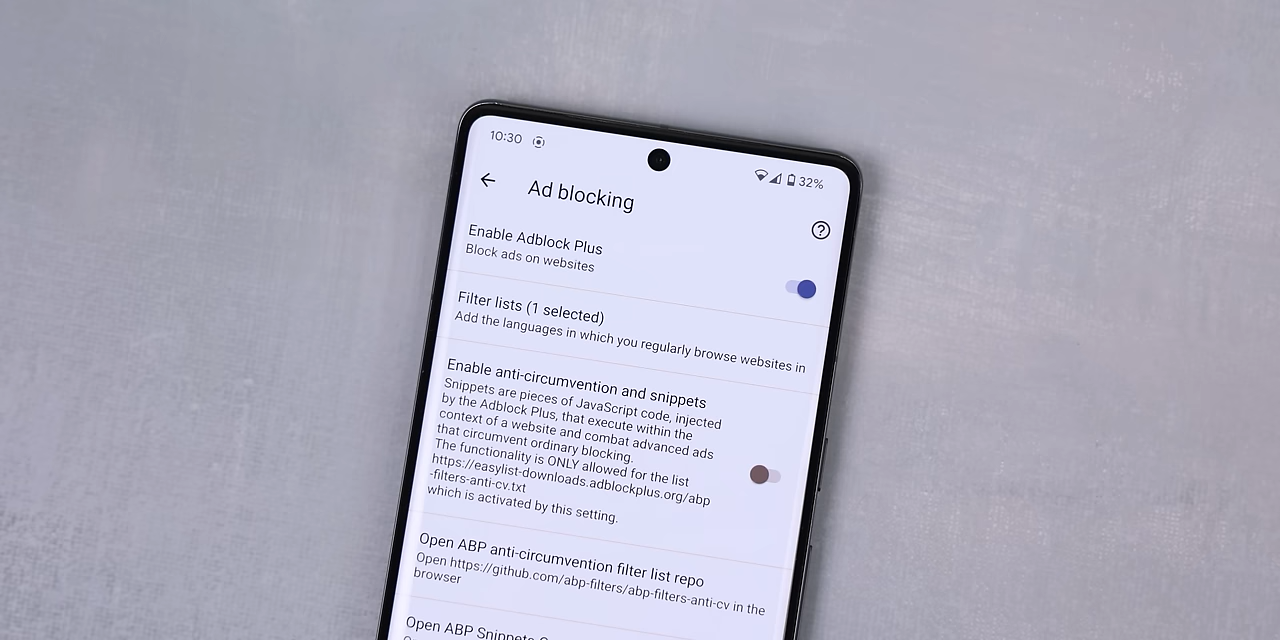 10:30
32%
Ad blocking
Enable Adblock Plus
Block ads on websites
Filter lists (1 selected)
Add the languages in which you regularly browse websites in
Enable anti-circumvention and snippets
Snippets are pieces of JavaScript code, injected
by the Adblock Plus, that execute within the
context of a website and combat advanced ads
that circumvent ordinary blocking.
The functionality is ONLY allowed for the list
https://easylist-downloads.adblockplus.org/abp
-filters-anti-cv.txt
which is activated by this setting.
Open ABP anti-circumvention filter list repo
Open https://github.com/abp-filters/abp-filters-anti-cv in the
browser
Open ABP Snippets